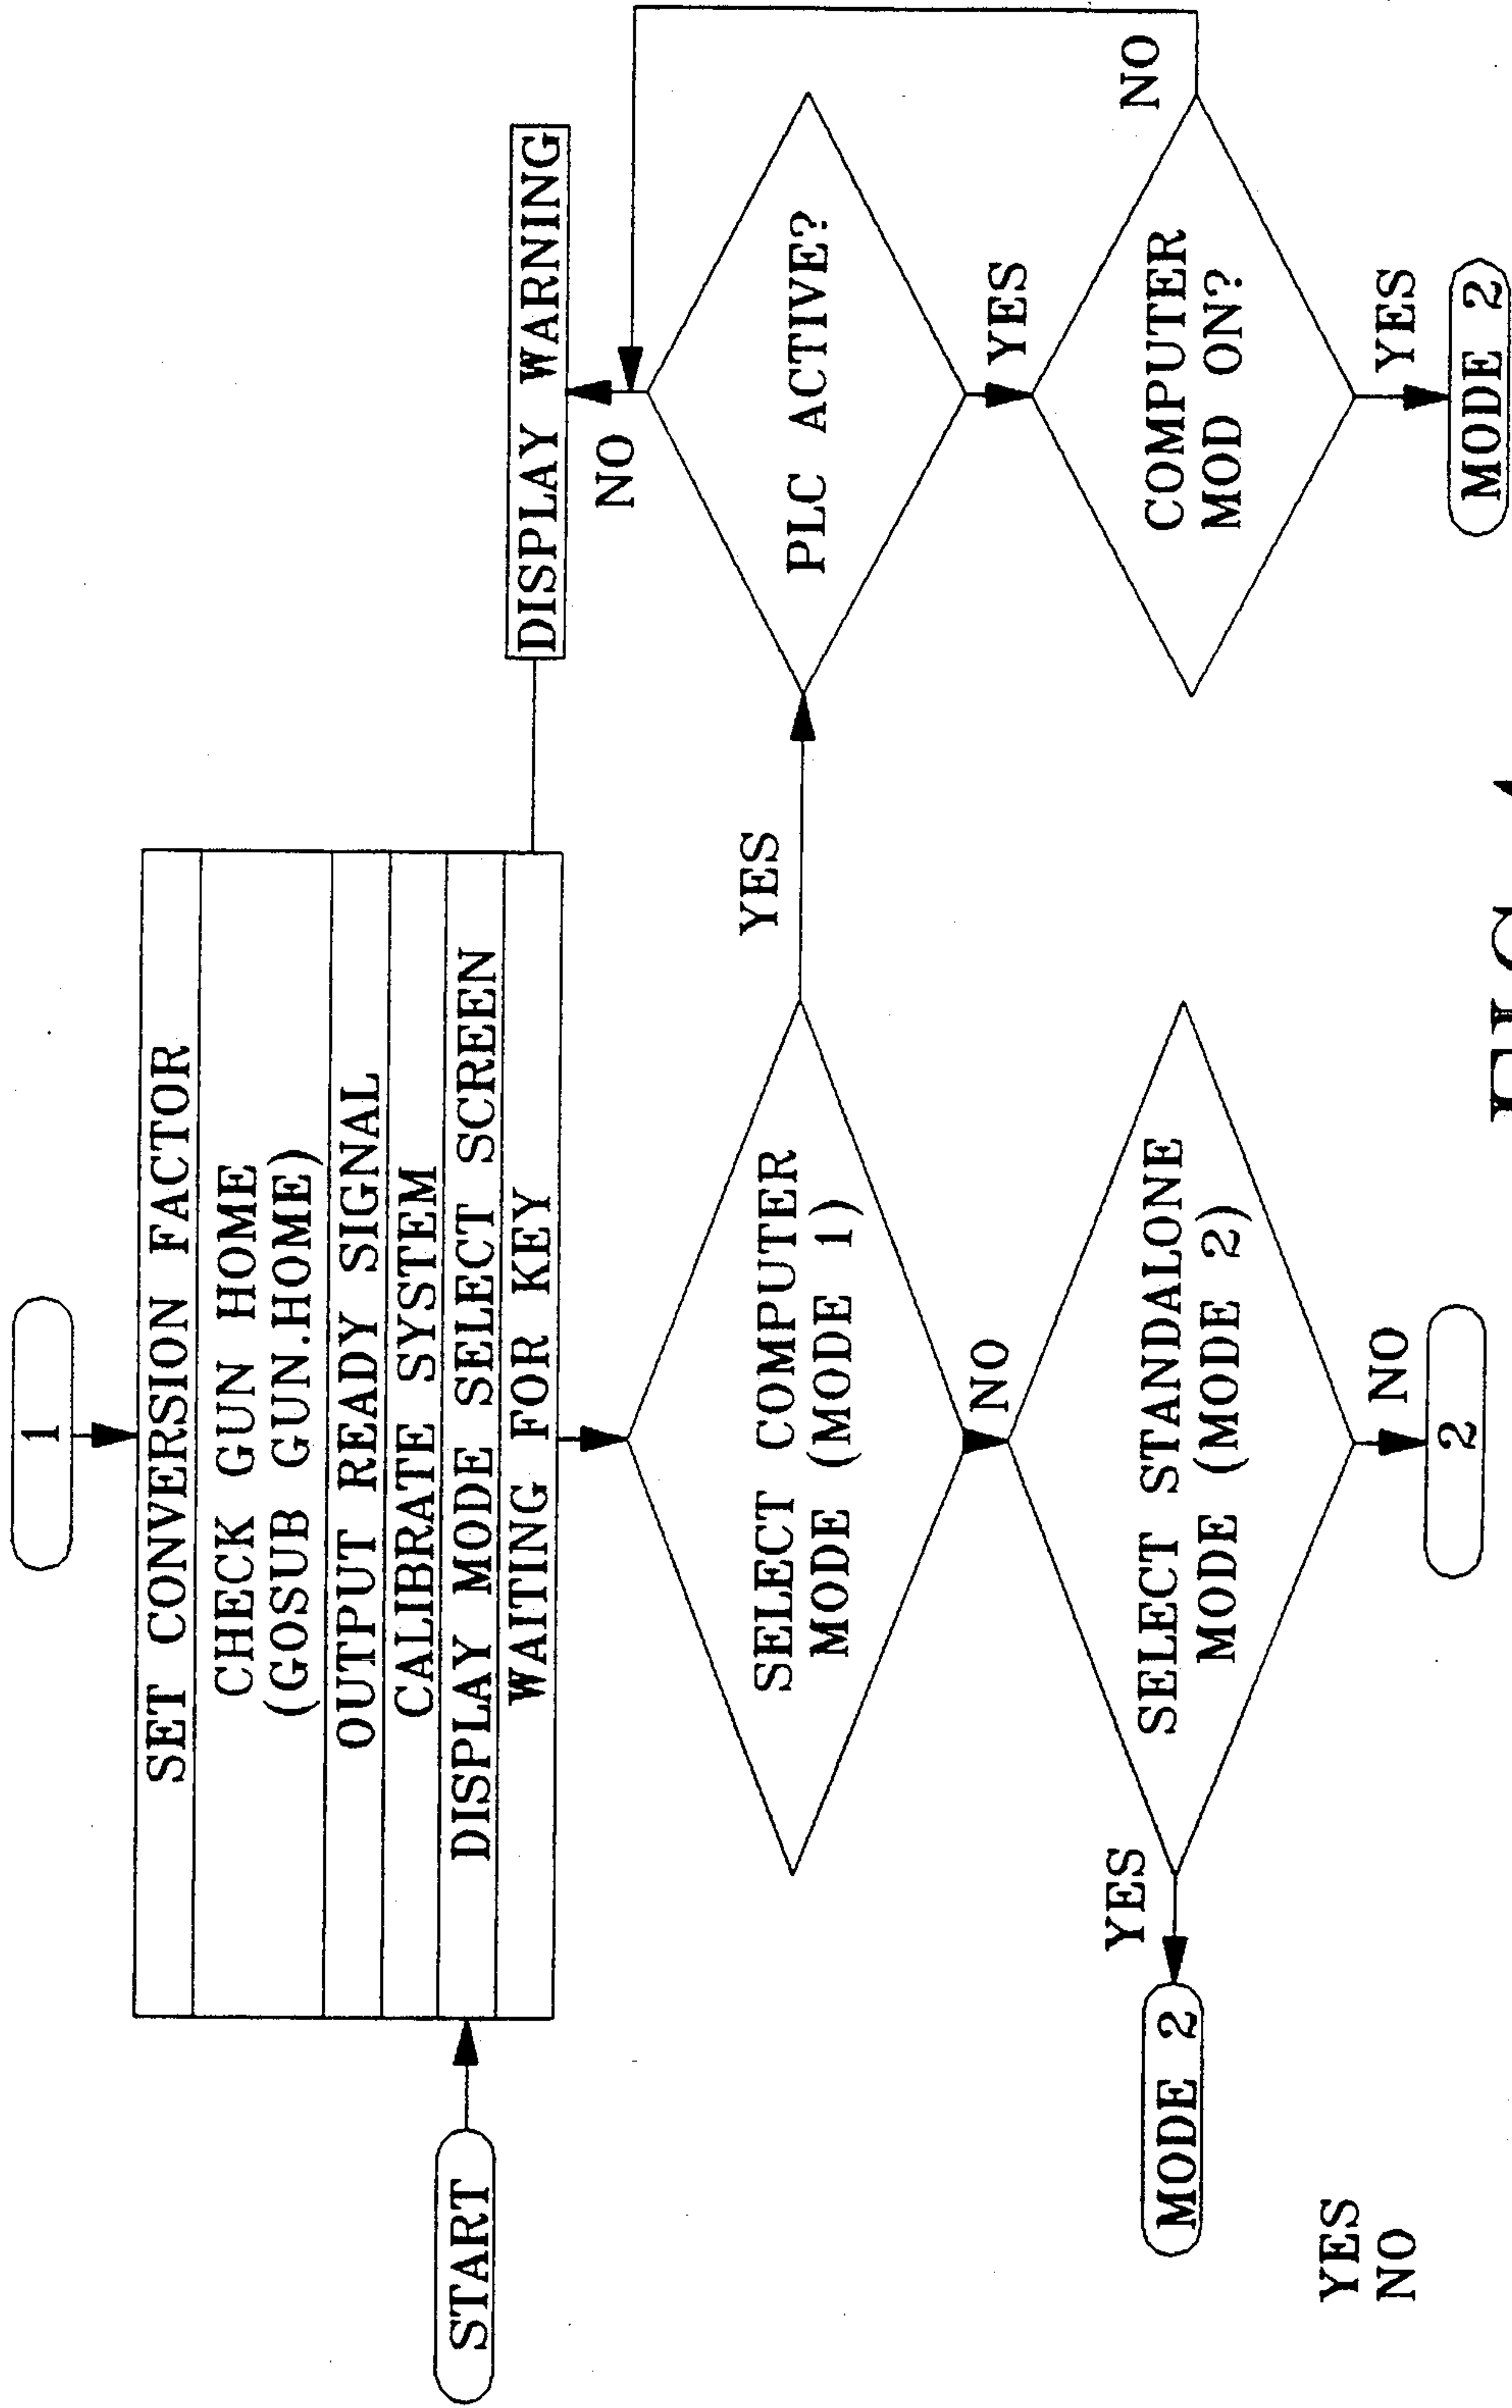 1
SET CONVERSION FACTOR
CHECK GUN HOME
(GOSUB GUN.HOME)
OUTPUT READY SIGNAL
CALIBRATE SYSTEM
START
DISPLAY MODE SELECT SCREEN
WAITING FOR KEY
DISPLAY WARNING
NO
SELECT COMPUTER
MODE (MODE 1)
YES
PLC ACTIVE?
NO
YES
SELECT STANDALONE
MODE (MODE 2)
YES
MODE 2
COMPUTER
MOD ON?
NO
NO
2
YES
MODE 2
YES
NO